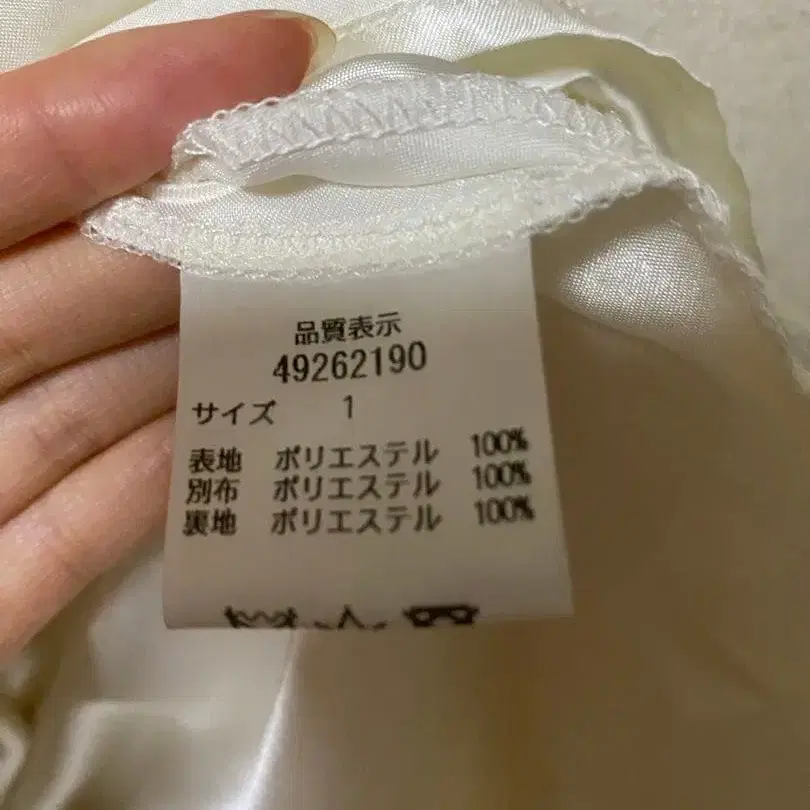 品質表示
49262190
サイズ 1
表地 ポリエステル 100%
別布 ポリエステル 100%
裏地 ポリエステル 100%